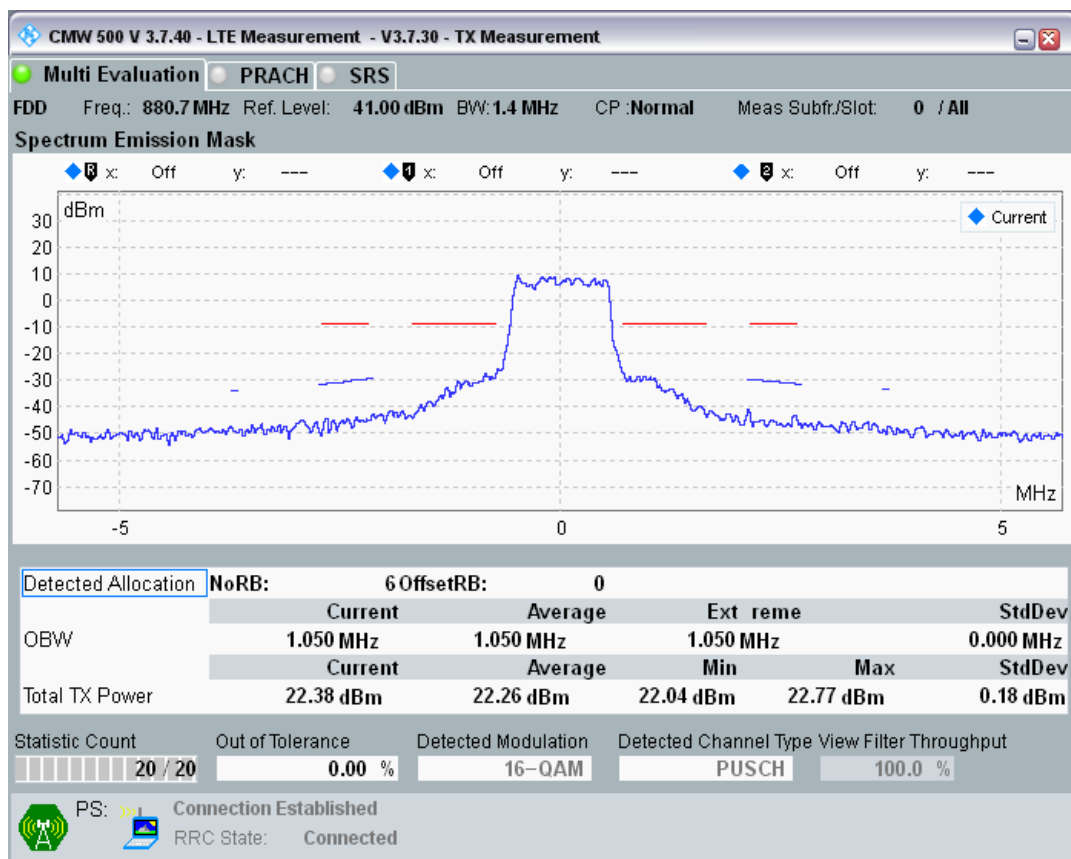 CMW 500 V 3.7.40 - LTE Measurement - V3.7.30 - TX Measurement
Multi Evaluation PRACH SRS
FDD Freq.: 880.7 MHz Ref. Level: 41.00 dBm BW: 1.4 MHz CP :Normal Meas Subfr./Slot: 0 / All
Spectrum Emission Mask
R x: Off y: --- 1 x: Off y: --- 2 x: Off y: ---
dBm
Current
30
20
10
0
-10
-20
-30
-40
-50
-60
-70
MHz
-5 0 5
Detected Allocation NoRB: 6 OffsetRB: 0
Current Average Ext reme StdDev
OBW 1.050 MHz 1.050 MHz 1.050 MHz 0.000 MHz
Current Average Min Max StdDev
Total TX Power 22.38 dBm 22.26 dBm 22.04 dBm 22.77 dBm 0.18 dBm
Statistic Count Out of Tolerance Detected Modulation Detected Channel Type View Filter Throughput
20 / 20 0.00 % 16-QAM PUSCH 100.0 %
PS: Connection Established
RRC State: Connected